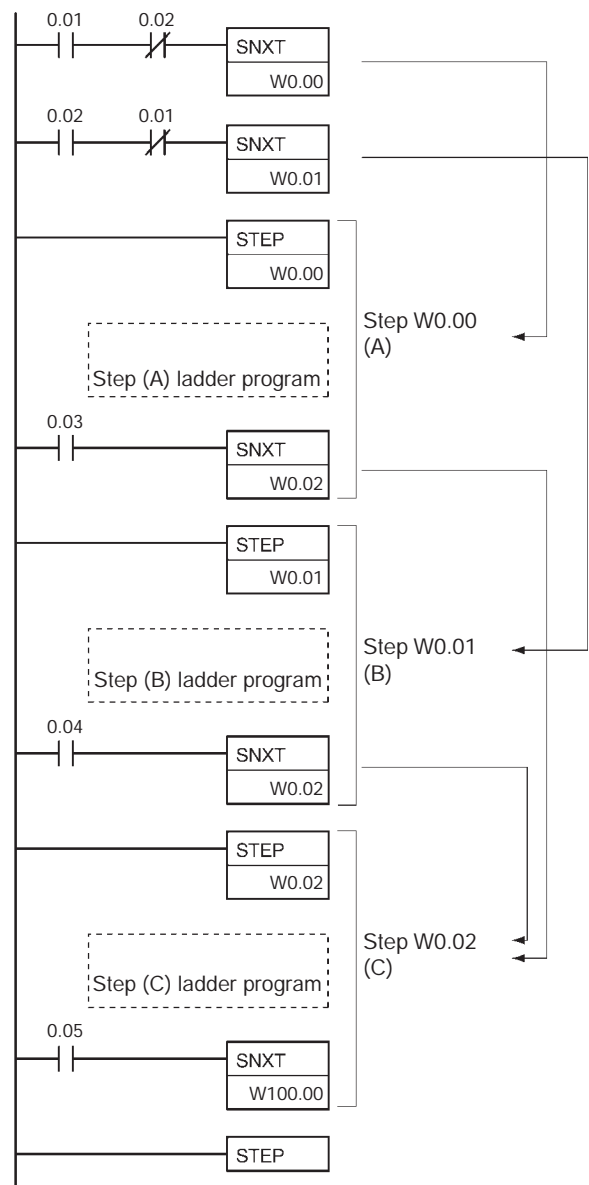 0.01 0.02
SNXT
W0.00
0.02 0.01
SNXT
W0.01
STEP
W0.00
Step W0.00
(A)
Step (A) ladder program
0.03
SNXT
W0.02
STEP
W0.01
Step W0.01
(B)
Step (B) ladder program
0.04
SNXT
W0.02
STEP
W0.02
Step W0.02
(C)
Step (C) ladder program
0.05
SNXT
W100.00
STEP